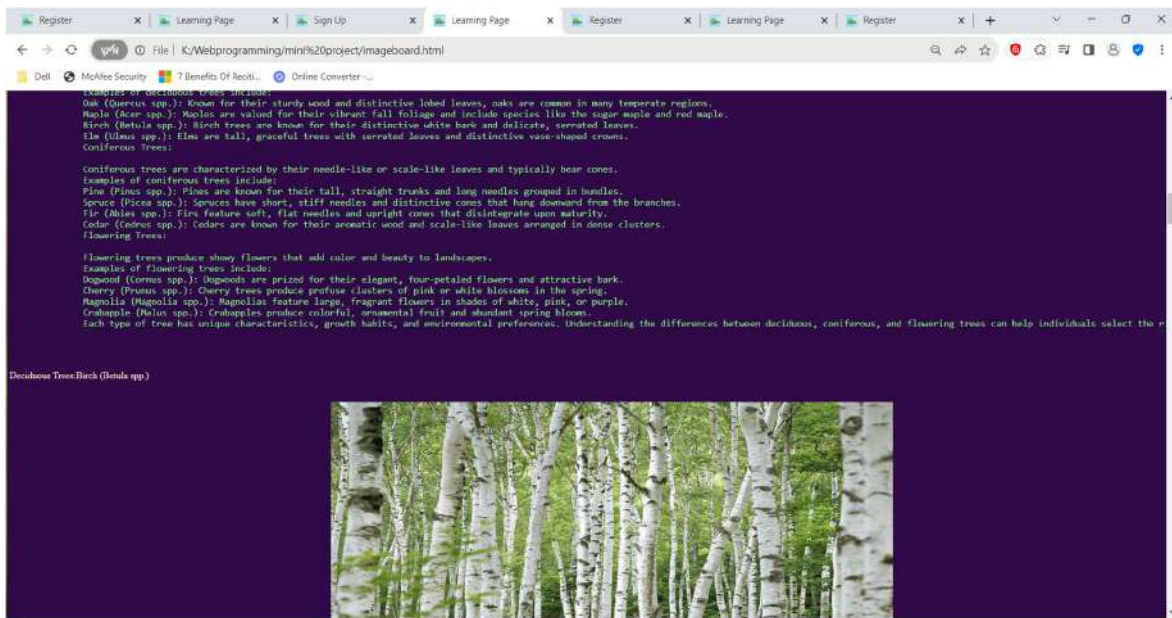 Register
Learning Page
Sign Up
Learning Page
Register
Learning Page
Register
VPN
File
K:/Webprogramming/mini%20project/imageboard.html
Dell
McAfee Security
7 Benefits Of Reciti...
Online Converter -...
Examples of deciduous trees include:
Oak (Quercus spp.): Known for their sturdy wood and distinctive lobed leaves, oaks are common in many temperate regions.
Maple (Acer spp.): Maples are valued for their vibrant fall foliage and include species like the sugar maple and red maple.
Birch (Betula spp.): Birch trees are known for their distinctive white bark and delicate, serrated leaves.
Elm (Ulmus spp.): Elms are tall, graceful trees with serrated leaves and distinctive vase-shaped crowns.
Coniferous Trees:
Coniferous trees are characterized by their needle-like or scale-like leaves and typically bear cones.
Examples of coniferous trees include:
Pine (Pinus spp.): Pines are known for their tall, straight trunks and long needles grouped in bundles.
Spruce (Picea spp.): Spruces have short, stiff needles and distinctive cones that hang downward from the branches.
Fir (Abies spp.): Firs feature soft, flat needles and upright cones that disintegrate upon maturity.
Cedar (Cedrus spp.): Cedars are known for their aromatic wood and scale-like leaves arranged in dense clusters.
Flowering Trees:
Flowering trees produce showy flowers that add color and beauty to landscapes.
Examples of flowering trees include:
Dogwood (Cornus spp.): Dogwoods are prized for their elegant, four-petaled flowers and attractive bark.
Cherry (Prunus spp.): Cherry trees produce profuse clusters of pink or white blossoms in the spring.
Magnolia (Magnolia spp.): Magnolias feature large, fragrant flowers in shades of white, pink, or purple.
Crabapple (Malus spp.): Crabapples produce colorful, ornamental fruit and abundant spring blooms.
Each type of tree has unique characteristics, growth habits, and environmental preferences. Understanding the differences between deciduous, coniferous, and flowering trees can help individuals select the
Deciduous Trees:Birch (Betula spp.)